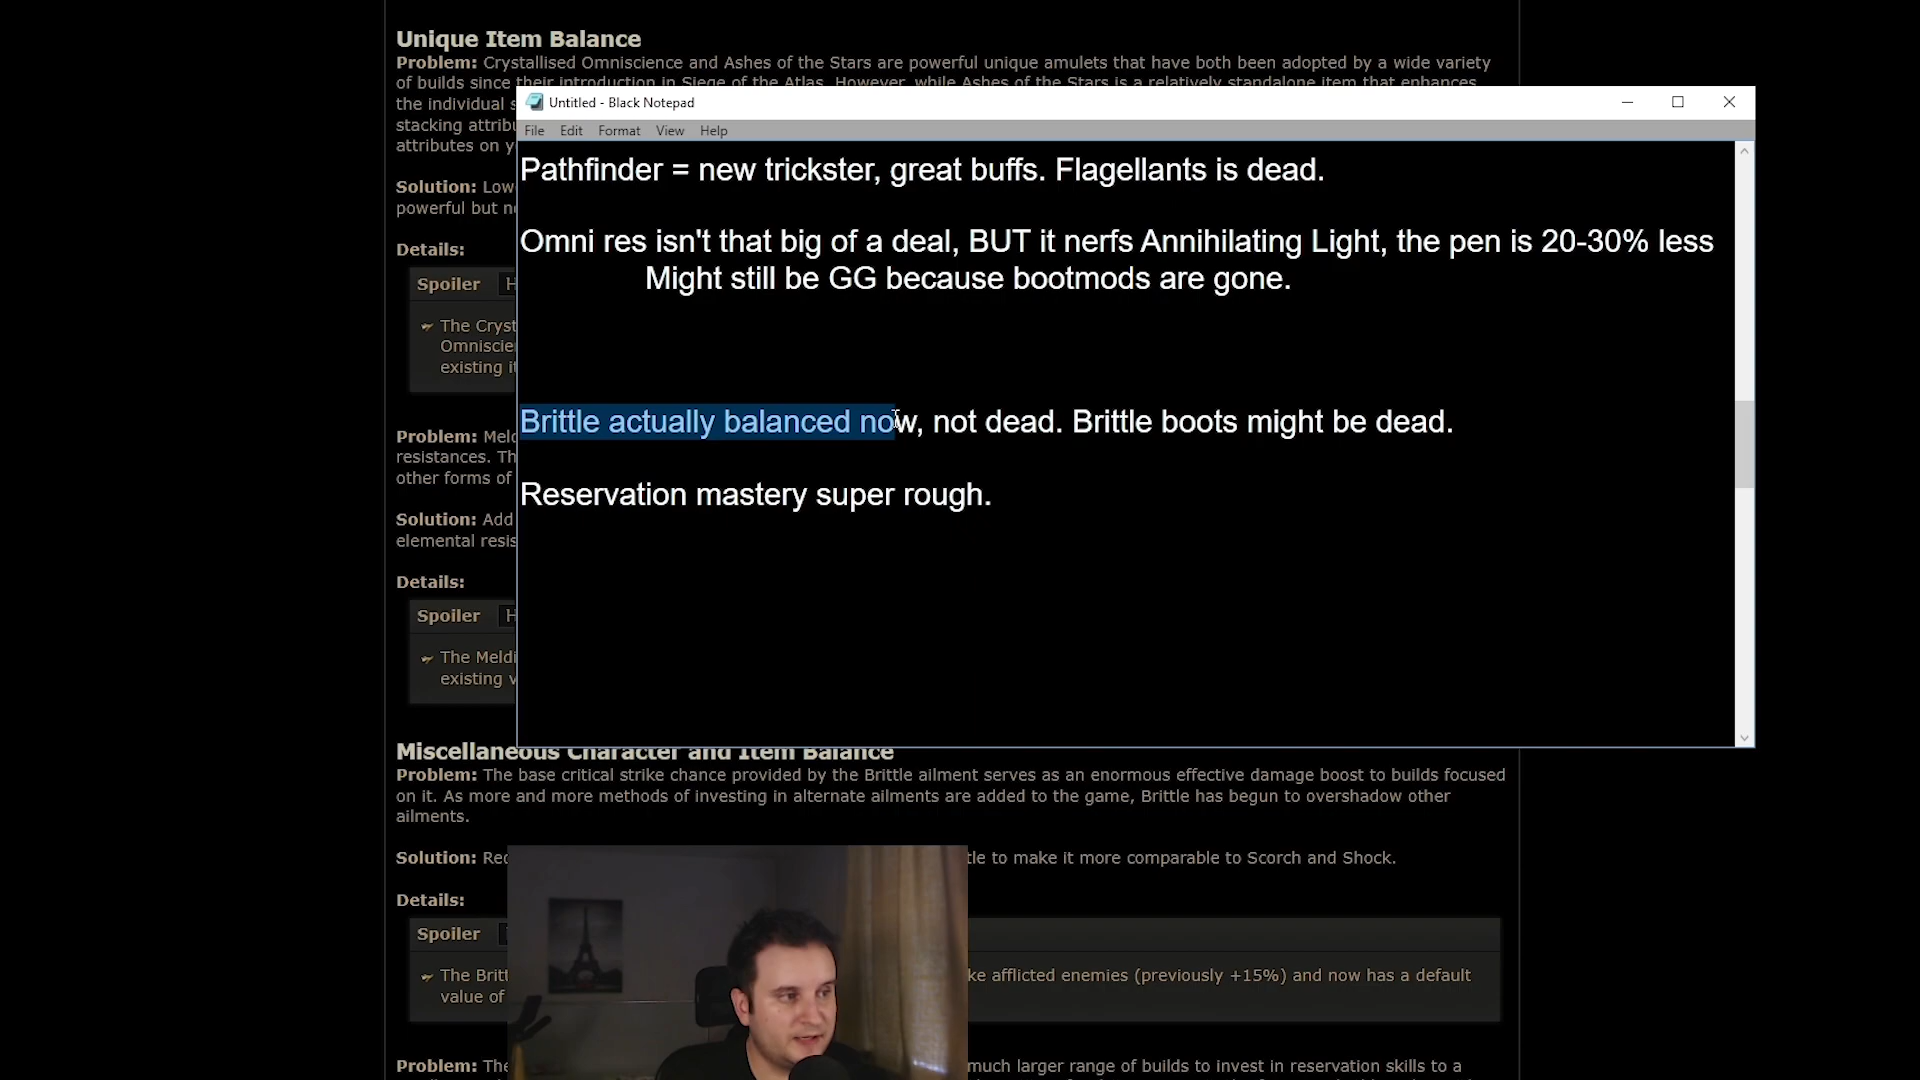 Unique Item Balance
Problem: Crystallised Omniscience and Ashes of the Stars are powerful unique amulets that have both been adopted by a wide variety
of builds since their introduction in Siege of the Atlas. However, while Ashes of the Stars is a relatively standalone item that enhances
the individual s
stacking attribu
attributes on y
Solution: Low
powerful but n
Details:
Spoiler H
The Cryst
Omniscie
existing it
Problem: Meld
resistances. Th
other forms of
Solution: Add
elemental resis
Details:
Spoiler H
The Meldi
existing v
Untitled - Black Notepad
File Edit Format View Help
Pathfinder = new trickster, great buffs. Flagellants is dead.
Omni res isn't that big of a deal, BUT it nerfs Annihilating Light, the pen is 20-30% less
Might still be GG because bootmods are gone.
Brittle actually balanced now, not dead. Brittle boots might be dead.
Reservation mastery super rough.
Miscellaneous Character and Item Balance
Problem: The base critical strike chance provided by the Brittle ailment serves as an enormous effective damage boost to builds focused
on it. As more and more methods of investing in alternate ailments are added to the game, Brittle has begun to overshadow other
ailments.
Solution: Red tle to make it more comparable to Scorch and Shock.
Details:
Spoiler
The Britt ke afflicted enemies (previously +15%) and now has a default
value of
Problem: The much larger range of builds to invest in reservation skills to a